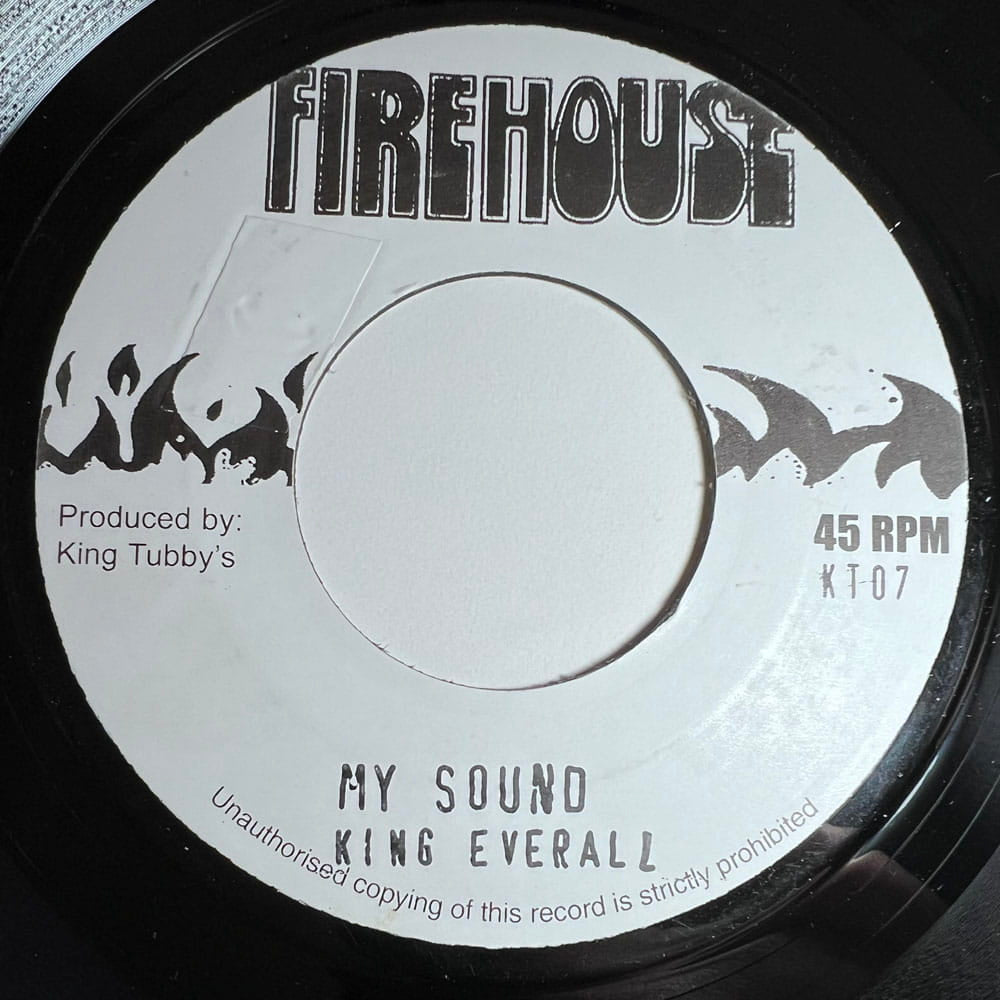 FIREHOUSE
Produced by:
King Tubby's
45 RPM
KT07
MY SOUND
KING EVERALL
Unauthorised copying of this record is strictly prohibited